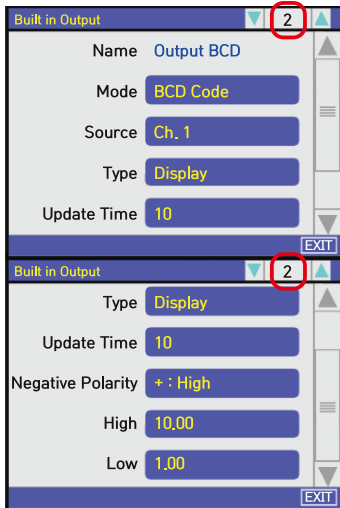 Built in Output 2
Name Output BCD
Mode BCD Code
Source Ch. 1
Type Display
Update Time 10
EXIT
Built in Output 2
Type Display
Update Time 10
Negative Polarity + : High
High 10.00
Low 1.00
EXIT